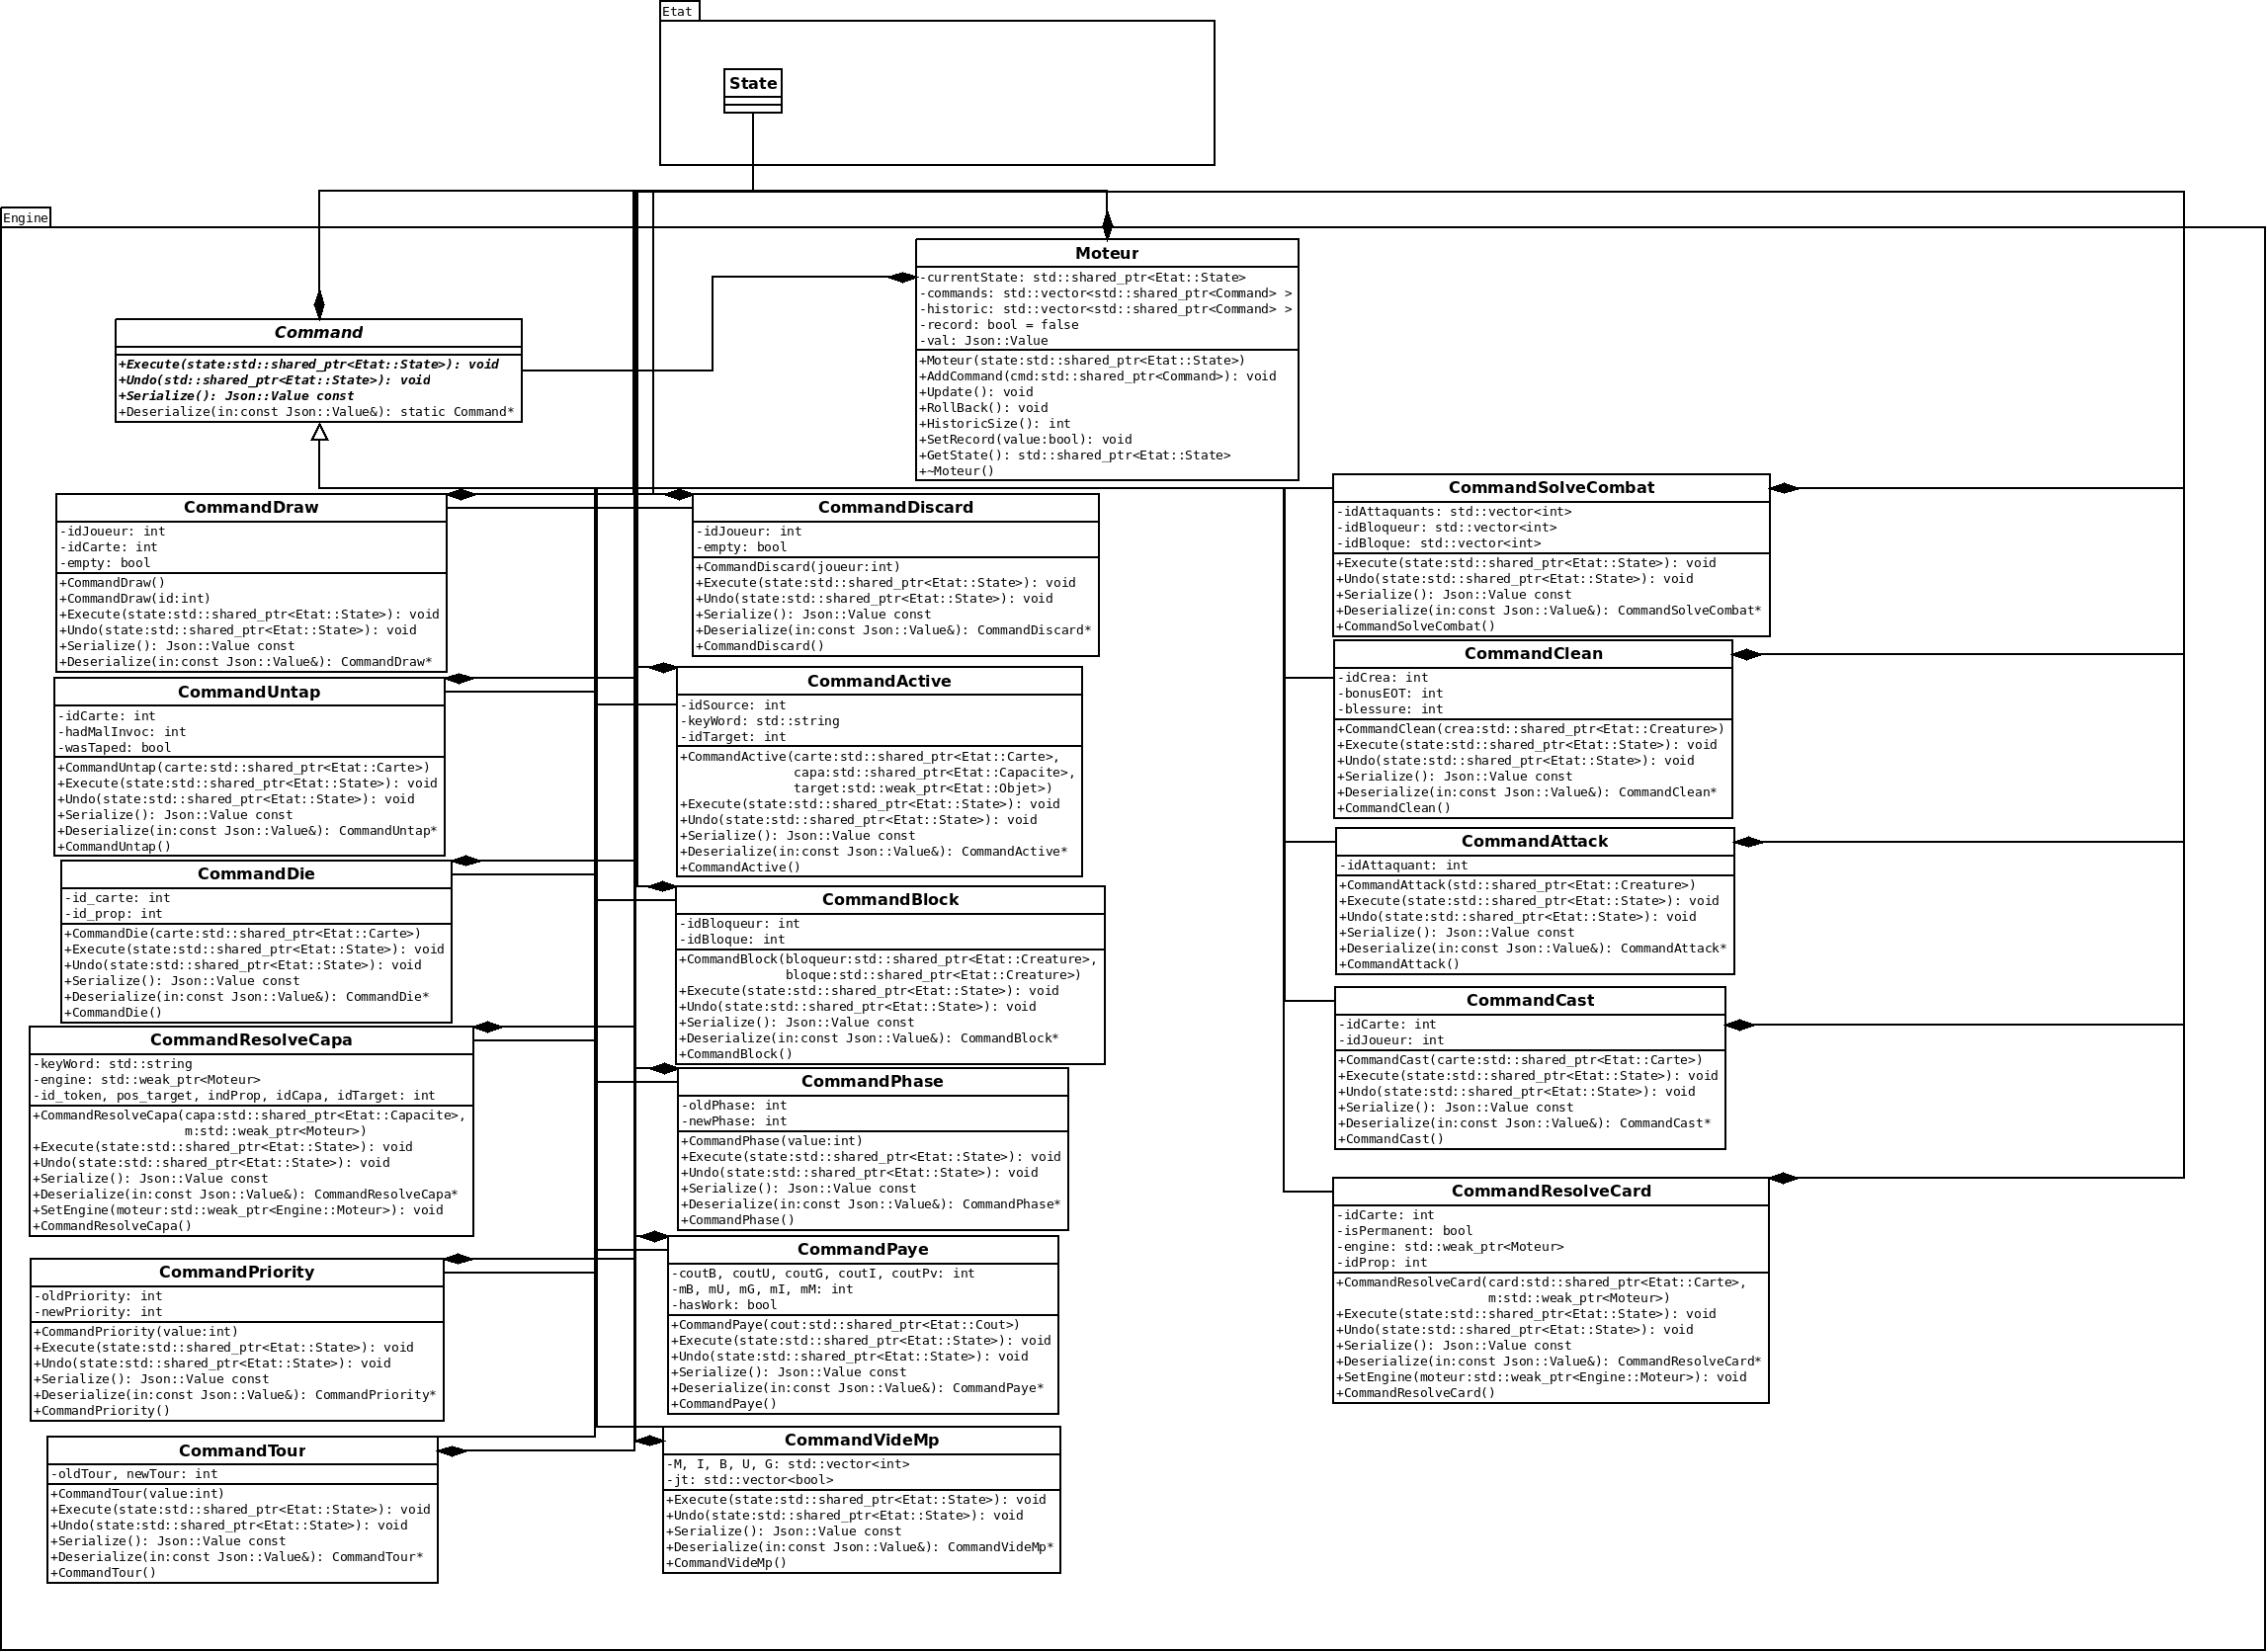 Etat
State
Engine
Moteur
-currentState: std::shared_ptr<Etat::State>
-commands: std::vector<std::shared_ptr<Command> >
-historic: std::vector<std::shared_ptr<Command> >
-record: bool = false
-val: Json::Value
+Moteur(state:std::shared_ptr<Etat::State>)
+AddCommand(cmd:std::shared_ptr<Command>): void
+Update(): void
+RollBack(): void
+HistoricSize(): int
+SetRecord(value:bool): void
+GetState(): std::shared_ptr<Etat::State>
+~Moteur()
Command
+Execute(state:std::shared_ptr<Etat::State>): void
+Undo(std::shared_ptr<Etat::State>): void
+Serialize(): Json::Value const
+Deserialize(in:const Json::Value&): static Command*
CommandDraw
-idJoueur: int
-idCarte: int
-empty: bool
+CommandDraw()
+CommandDraw(id:int)
+Execute(state:std::shared_ptr<Etat::State>): void
+Undo(state:std::shared_ptr<Etat::State>): void
+Serialize(): Json::Value const
+Deserialize(in:const Json::Value&): CommandDraw*
CommandUntap
-idCarte: int
-hadMalInvoc: int
-wasTaped: bool
+CommandUntap(carte:std::shared_ptr<Etat::Carte>)
+Execute(state:std::shared_ptr<Etat::State>): void
+Undo(state:std::shared_ptr<Etat::State>): void
+Serialize(): Json::Value const
+Deserialize(in:const Json::Value&): CommandUntap*
+CommandUntap()
CommandDie
-id_carte: int
-id_prop: int
+CommandDie(carte:std::shared_ptr<Etat::Carte>)
+Execute(state:std::shared_ptr<Etat::State>): void
+Undo(state:std::shared_ptr<Etat::State>): void
+Serialize(): Json::Value const
+Deserialize(in:const Json::Value&): CommandDie*
+CommandDie()
CommandResolveCapa
-keyWord: std::string
-engine: std::weak_ptr<Moteur>
-id_token, pos_target, indProp, idCapa, idTarget: int
+CommandResolveCapa(capa:std::shared_ptr<Etat::Capacite>,
m:std::weak_ptr<Moteur>)
+Execute(state:std::shared_ptr<Etat::State>): void
+Undo(state:std::shared_ptr<Etat::State>): void
+Serialize(): Json::Value const
+Deserialize(in:const Json::Value&): CommandResolveCapa*
+SetEngine(moteur:std::weak_ptr<Engine::Moteur>): void
+CommandResolveCapa()
CommandPriority
-oldPriority: int
-newPriority: int
+CommandPriority(value:int)
+Execute(state:std::shared_ptr<Etat::State>): void
+Undo(state:std::shared_ptr<Etat::State>): void
+Serialize(): Json::Value const
+Deserialize(in:const Json::Value&): CommandPriority*
+CommandPriority()
CommandTour
-oldTour, newTour: int
+CommandTour(value:int)
+Execute(state:std::shared_ptr<Etat::State>): void
+Undo(state:std::shared_ptr<Etat::State>): void
+Serialize(): Json::Value const
+Deserialize(in:const Json::Value&): CommandTour*
+CommandTour()
CommandDiscard
-idJoueur: int
-empty: bool
+CommandDiscard(joueur:int)
+Execute(state:std::shared_ptr<Etat::State>): void
+Undo(state:std::shared_ptr<Etat::State>): void
+Serialize(): Json::Value const
+Deserialize(in:const Json::Value&): CommandDiscard*
+CommandDiscard()
CommandActive
-idSource: int
-keyWord: std::string
-idTarget: int
+CommandActive(carte:std::shared_ptr<Etat::Carte>,
capa:std::shared_ptr<Etat::Capacite>,
target:std::weak_ptr<Etat::Objet>)
+Execute(state:std::shared_ptr<Etat::State>): void
+Undo(state:std::shared_ptr<Etat::State>): void
+Serialize(): Json::Value const
+Deserialize(in:const Json::Value&): CommandActive*
+CommandActive()
CommandBlock
-idBloqueur: int
-idBloque: int
+CommandBlock(bloqueur:std::shared_ptr<Etat::Creature>,
bloque:std::shared_ptr<Etat::Creature>)
+Execute(state:std::shared_ptr<Etat::State>): void
+Undo(state:std::shared_ptr<Etat::State>): void
+Serialize(): Json::Value const
+Deserialize(in:const Json::Value&): CommandBlock*
+CommandBlock()
CommandPhase
-oldPhase: int
-newPhase: int
+CommandPhase(value:int)
+Execute(state:std::shared_ptr<Etat::State>): void
+Undo(state:std::shared_ptr<Etat::State>): void
+Serialize(): Json::Value const
+Deserialize(in:const Json::Value&): CommandPhase*
+CommandPhase()
CommandPaye
-coutB, coutU, coutG, coutI, coutPv: int
-mB, mU, mG, mI, mM: int
-hasWork: bool
+CommandPaye(cout:std::shared_ptr<Etat::Cout>)
+Execute(state:std::shared_ptr<Etat::State>): void
+Undo(state:std::shared_ptr<Etat::State>): void
+Serialize(): Json::Value const
+Deserialize(in:const Json::Value&): CommandPaye*
+CommandPaye()
CommandVideMp
-M, I, B, U, G: std::vector<int>
-jt: std::vector<bool>
+Execute(state:std::shared_ptr<Etat::State>): void
+Undo(state:std::shared_ptr<Etat::State>): void
+Serialize(): Json::Value const
+Deserialize(in:const Json::Value&): CommandVideMp*
+CommandVideMp()
CommandSolveCombat
-idAttaquants: std::vector<int>
-idBloqueur: std::vector<int>
-idBloque: std::vector<int>
+Execute(state:std::shared_ptr<Etat::State>): void
+Undo(state:std::shared_ptr<Etat::State>): void
+Serialize(): Json::Value const
+Deserialize(in:const Json::Value&): CommandSolveCombat*
+CommandSolveCombat()
CommandClean
-idCrea: int
-bonusEOT: int
-blessure: int
+CommandClean(crea:std::shared_ptr<Etat::Creature>)
+Execute(state:std::shared_ptr<Etat::State>): void
+Undo(state:std::shared_ptr<Etat::State>): void
+Serialize(): Json::Value const
+Deserialize(in:const Json::Value&): CommandClean*
+CommandClean()
CommandAttack
-idAttaquant: int
+CommandAttack(std::shared_ptr<Etat::Creature>)
+Execute(state:std::shared_ptr<Etat::State>): void
+Undo(state:std::shared_ptr<Etat::State>): void
+Serialize(): Json::Value const
+Deserialize(in:const Json::Value&): CommandAttack*
+CommandAttack()
CommandCast
-idCarte: int
-idJoueur: int
+CommandCast(carte:std::shared_ptr<Etat::Carte>)
+Execute(state:std::shared_ptr<Etat::State>): void
+Undo(state:std::shared_ptr<Etat::State>): void
+Serialize(): Json::Value const
+Deserialize(in:const Json::Value&): CommandCast*
+CommandCast()
CommandResolveCard
-idCarte: int
-isPermanent: bool
-engine: std::weak_ptr<Moteur>
-idProp: int
+CommandResolveCard(card:std::shared_ptr<Etat::Carte>,
m:std::weak_ptr<Moteur>)
+Execute(state:std::shared_ptr<Etat::State>): void
+Undo(state:std::shared_ptr<Etat::State>): void
+Serialize(): Json::Value const
+Deserialize(in:const Json::Value&): CommandResolveCard*
+SetEngine(moteur:std::weak_ptr<Engine::Moteur>): void
+CommandResolveCard()